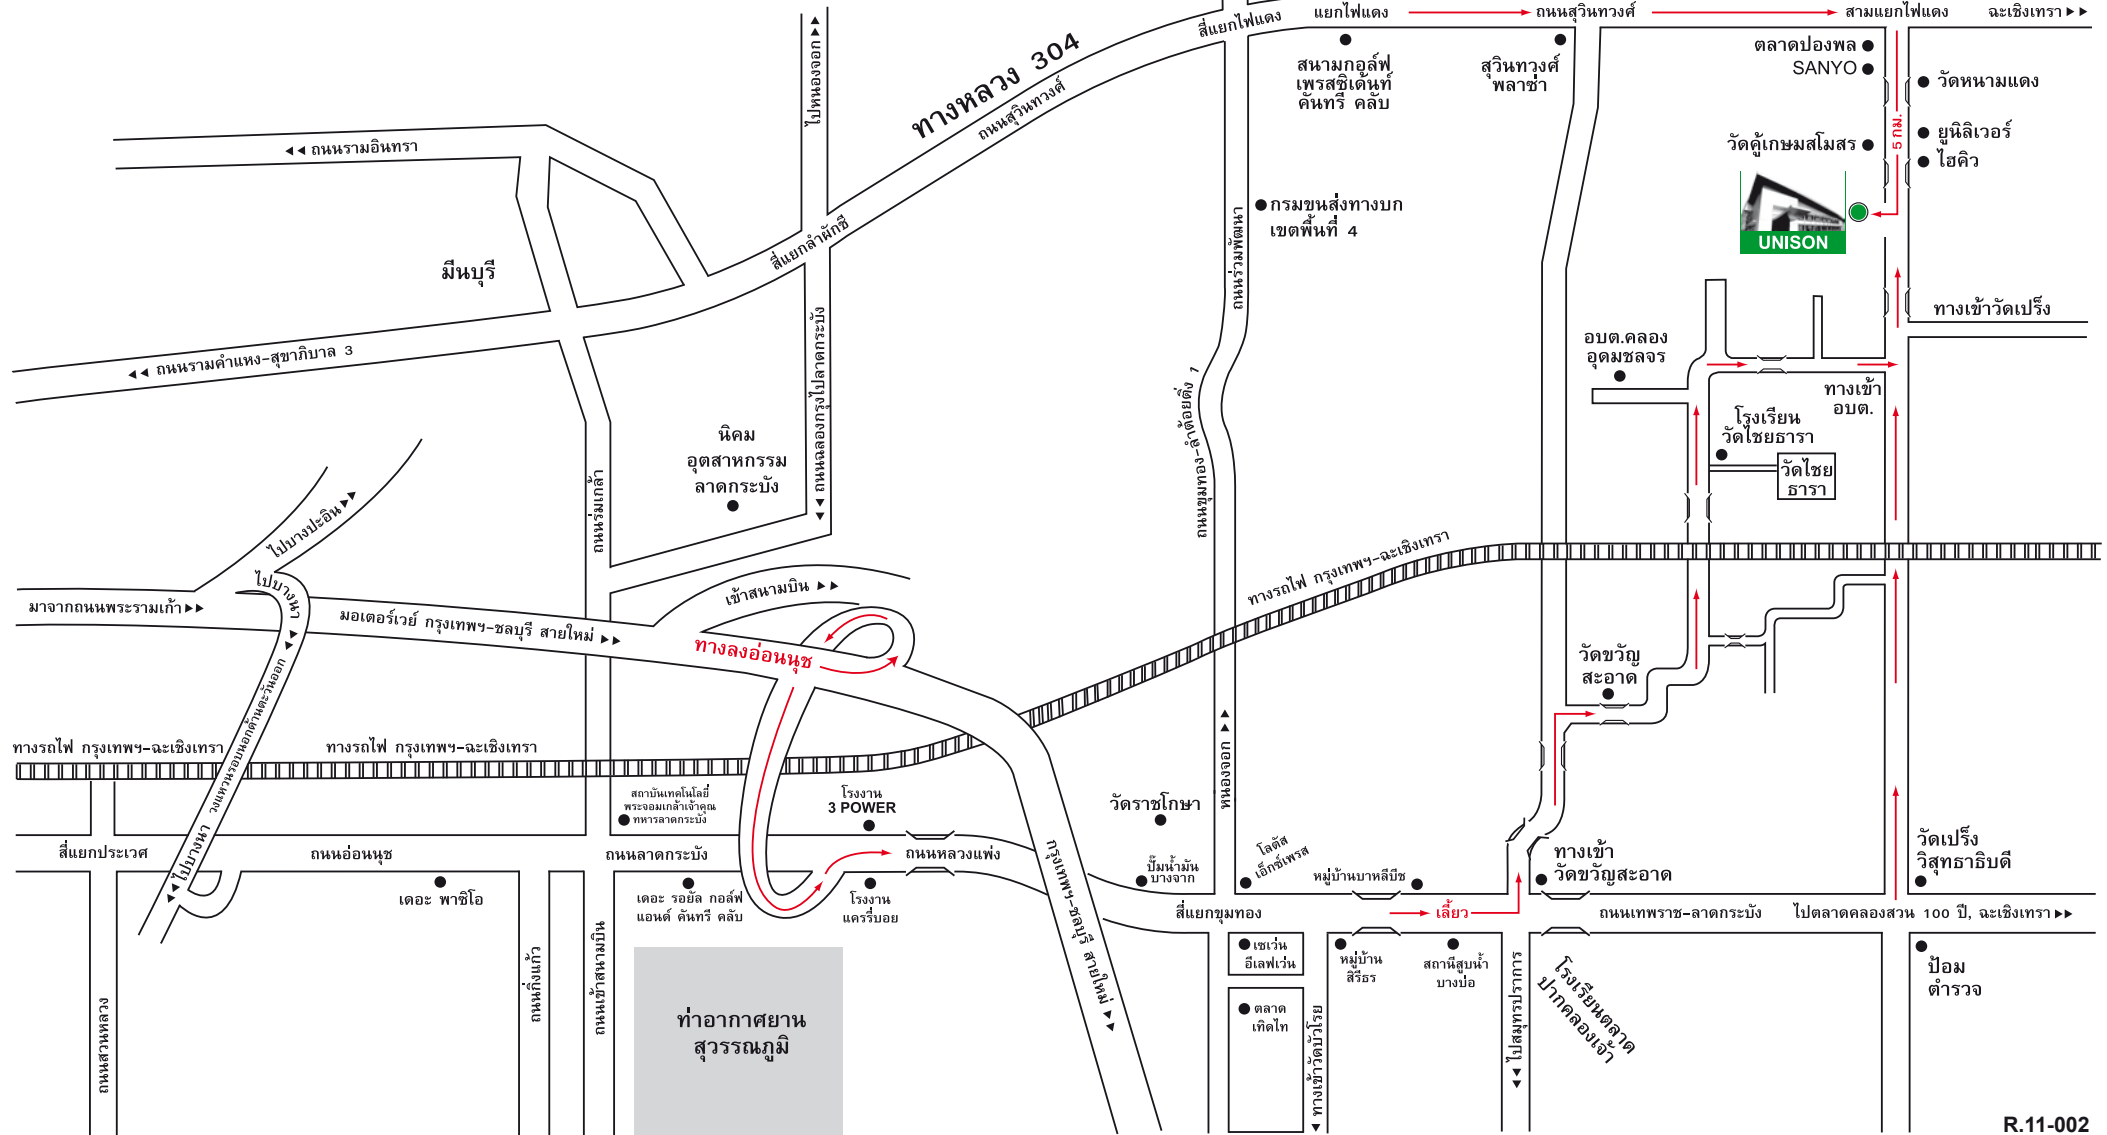 สี่แยกไฟแดง
แยกไฟแดง
ถนนสุวินทวงศ์
สามแยกไฟแดง
ฉะเชิงเทรา
ไปหนองจอก
ทางหลวง 304
ถนนสุวินทวงศ์
สนามกอล์ฟ
เพรสซิเด้นท์
คันทรี คลับ
สุวินทวงศ์
พลาซ่า
ตลาดปองพล
SANYO
วัดหนามแดง
5 กม.
ยูนิลิเวอร์
ไฮคิว
วัดคู้เกษมสโมสร
UNISON
ถนนรามอินทรา
มีนบุรี
สี่แยกลำผักชี
กรมขนส่งทางบก
เขตพื้นที่ 4
ถนนร่วมพัฒนา
ทางเข้าวัดเปร็ง
ถนนรามคำแหง-สุขาภิบาล 3
ถนนฉลองกรุงไปลาดกระบัง
อบต.คลอง
อุดมชลจร
ทางเข้า
อบต.
ถนนขุมทอง-ลำต้อยติ่ง 1
โรงเรียน
วัดไชยธารา
วัดไชย
ธารา
นิคม
อุตสาหกรรม
ลาดกระบัง
ถนนร่มเกล้า
ไปบางปะอิน
ไปบางนา
มาจากถนนพระรามเก้า
มอเตอร์เวย์ กรุงเทพฯ-ชลบุรี สายใหม่
เข้าสนามบิน
ทางลงอ่อนนุช
ทางรถไฟ กรุงเทพฯ-ฉะเชิงเทรา
วัดขวัญ
สะอาด
ทางรถไฟ กรุงเทพฯ-ฉะเชิงเทรา
ทางรถไฟ กรุงเทพฯ-ฉะเชิงเทรา
ไปบางนา วงแหวนรอบนอกด้านตะวันออก
สถาบันเทคโนโลยี
พระจอมเกล้าเจ้าคุณ
ทหารลาดกระบัง
โรงงาน
3 POWER
วัดราชโกษา
หนองจอก
สี่แยกประเวศ
ถนนอ่อนนุช
ถนนลาดกระบัง
ถนนหลวงแพ่ง
กรุงเทพฯ-ชลบุรี สายใหม่
ปั๊มน้ำมัน
บางจาก
โลตัส
เอ็กซ์เพรส
หมู่บ้านบาหลีบีช
ทางเข้า
วัดขวัญสะอาด
วัดเปร็ง
วิสุทธาธิบดี
เดอะ พาซิโอ
เดอะ รอยัล กอล์ฟ
แอนด์ คันทรี คลับ
โรงงาน
แครรี่บอย
สี่แยกขุมทอง
เลี้ยว
ถนนเทพราช-ลาดกระบัง
ไปตลาดคลองสวน 100 ปี, ฉะเชิงเทรา
เซเว่น
อีเลฟเว่น
หมู่บ้าน
สิรีธร
สถานีสูบน้ำ
บางบ่อ
โรงเรียนตลาด
ปากคลองเจ้า
ป้อม
ตำรวจ
ถนนสวนหลวง
ถนนกิ่งแก้ว
ถนนเข้าสนามบิน
ท่าอากาศยาน
สุวรรณภูมิ
ตลาด
เทิดไท
ทางเข้าวัดบัวโรย
ไปสมุทรปราการ
R.11-002